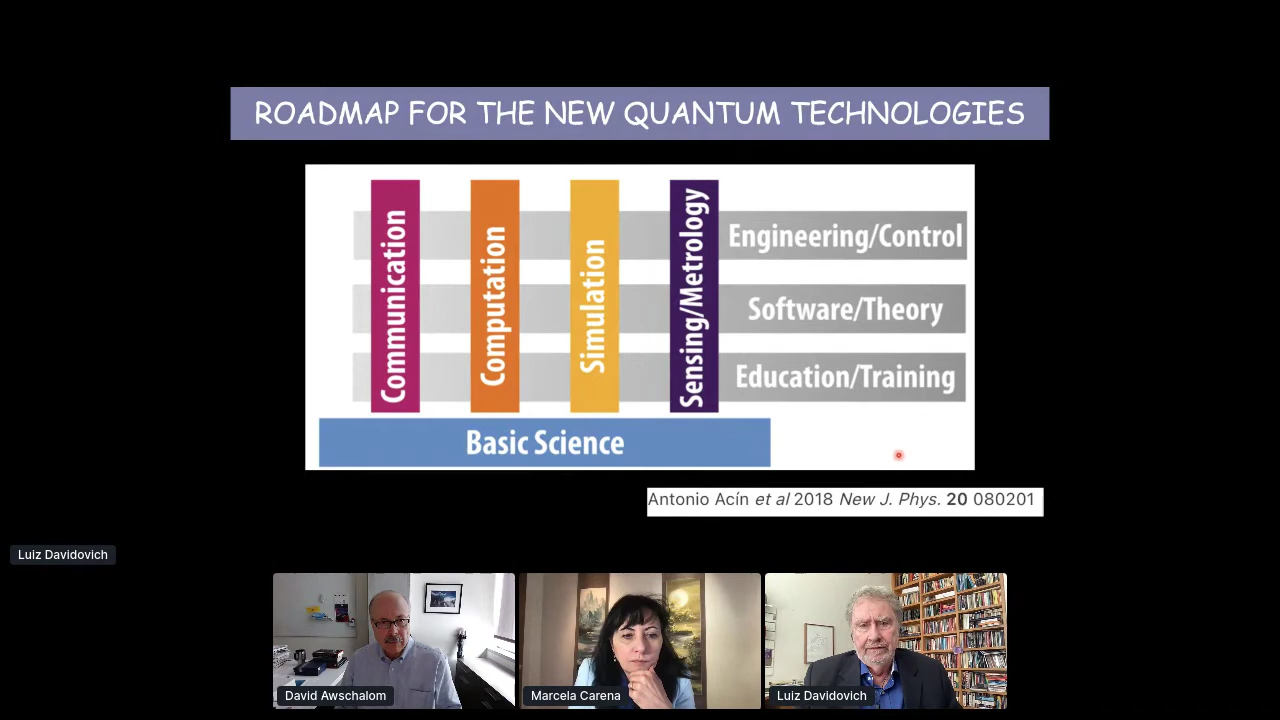 ROADMAP FOR THE NEW QUANTUM TECHNOLOGIES
Communication
Computation
Simulation
Sensing/Metrology
Engineering/Control
Software/Theory
Education/Training
Basic Science
Antonio Acín et al 2018 New J. Phys. 20 080201
Luiz Davidovich
David Awschalom
Marcela Carena
Luiz Davidovich